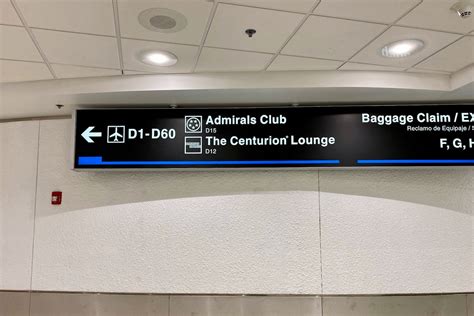 D1-D60
Admirals Club
D15
The Centurion® Lounge
D12
Baggage Claim / EX
Reclamo de Equipaje / S
F, G, H